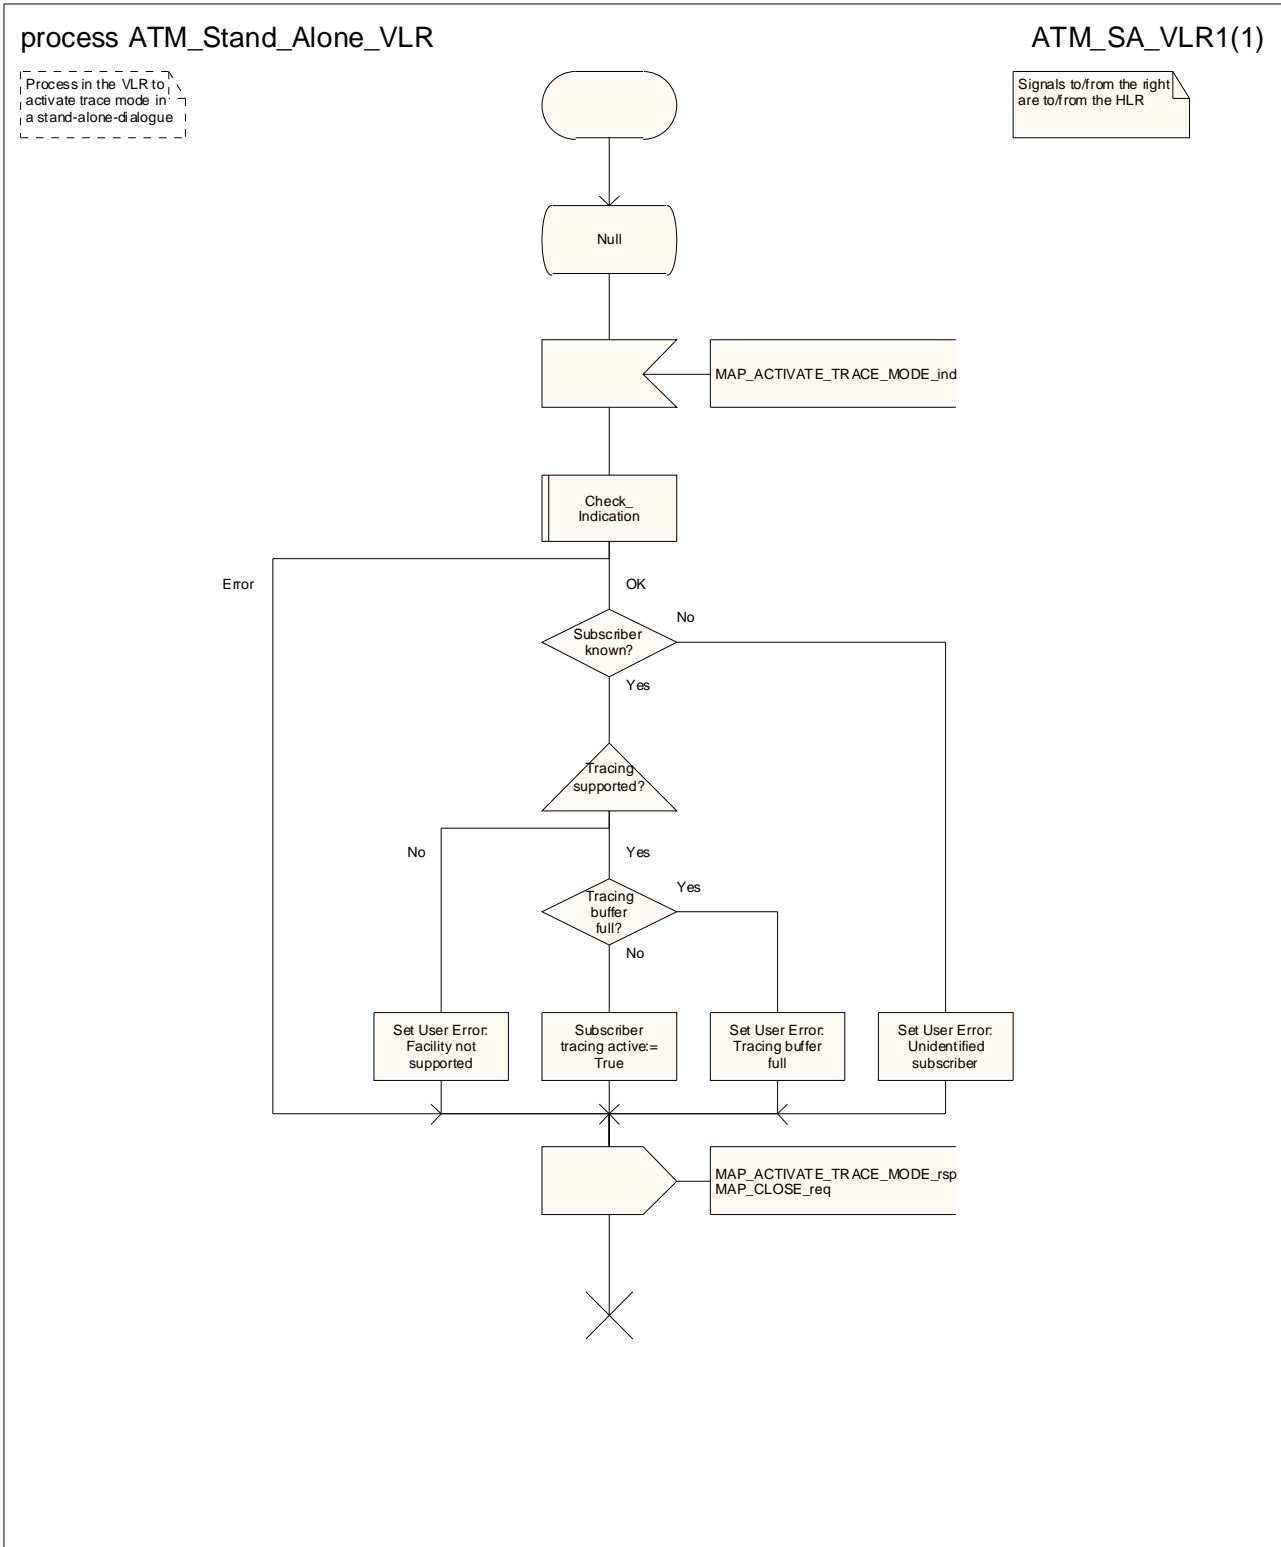 process ATM_Stand_Alone_VLR
ATM_SA_VLR1(1)
Process in the VLR to
activate trace mode in
a stand-alone-dialogue
Signals to/from the right
are to/from the HLR
Null
MAP_ACTIVATE_TRACE_MODE_ind
Check_
Indication
Error
OK
No
Subscriber
known?
Yes
Tracing
supported?
No
Yes
Yes
Tracing
buffer
full?
No
Set User Error:
Facility not
supported
Subscriber
tracing active:=
True
Set User Error:
Tracing buffer
full
Set User Error:
Unidentified
subscriber
MAP_ACTIVATE_TRACE_MODE_rsp
MAP_CLOSE_req